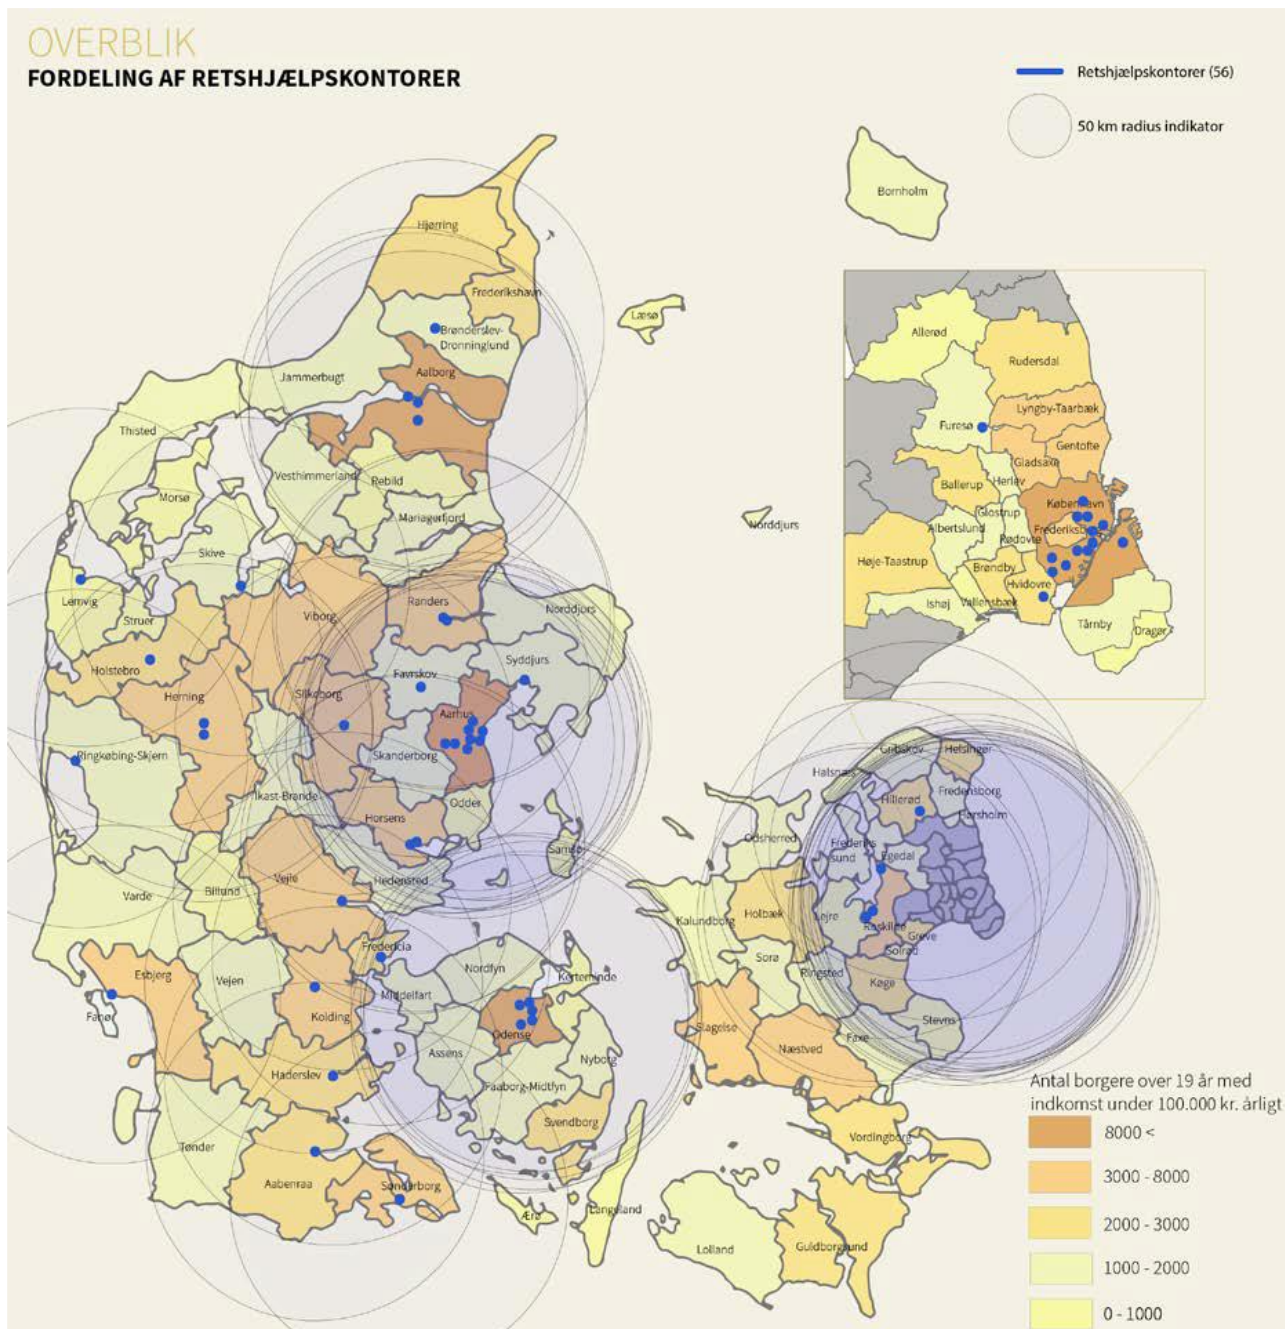 OVERBLIK
FORDELING AF RETSHJÆLPSKONTORER
Retshjælpskontorer (56)
50 km radius indikator
Bornholm
Hjørring
Frederikshavn
Læsø
Brønderslev-
Dronninglund
Aalborg
Jammerbugt
Thisted
Vesthimmerland
Rebild
Morsø
Mariagerfjord
Norddjurs
Skive
Lemvig
Struer
Viborg
Randers
Norddjurs
Holstebro
Favrskov
Syddjurs
Herning
Silkeborg
Aarhus
Skanderborg
Ringkøbing-Skjern
Ikast-Brande
Odder
Horsens
Samsø
Hedensted
Vejle
Varde
Billund
Fredericia
Nordfyn
Kerteminde
Esbjerg
Vejen
Middelfart
Fanø
Kolding
Odense
Assens
Nyborg
Haderslev
Faaborg-Midtfyn
Svendborg
Tønder
Aabenraa
Sønderborg
Ærø
Langeland
Allerød
Rudersdal
Lyngby-Taarbæk
Furesø
Gentofte
Gladsaxe
Ballerup
Herlev
København
Glostrup
Albertslund
Frederiksberg
Rødovre
Høje-Taastrup
Brøndby
Hvidovre
Ishøj
Vallensbæk
Tårnby
Dragør
Gribskov
Helsingør
Halsnæs
Fredensborg
Hillerød
Hørsholm
Odsherred
Frederiks
sund
Egedal
Kalundborg
Holbæk
Lejre
Roskilde
Greve
Solrød
Sorø
Ringsted
Køge
Slagelse
Næstved
Stevns
Faxe
Vordingborg
Lolland
Guldborgsund
Antal borgere over 19 år med
indkomst under 100.000 kr. årligt
8000 <
3000 - 8000
2000 - 3000
1000 - 2000
0 - 1000